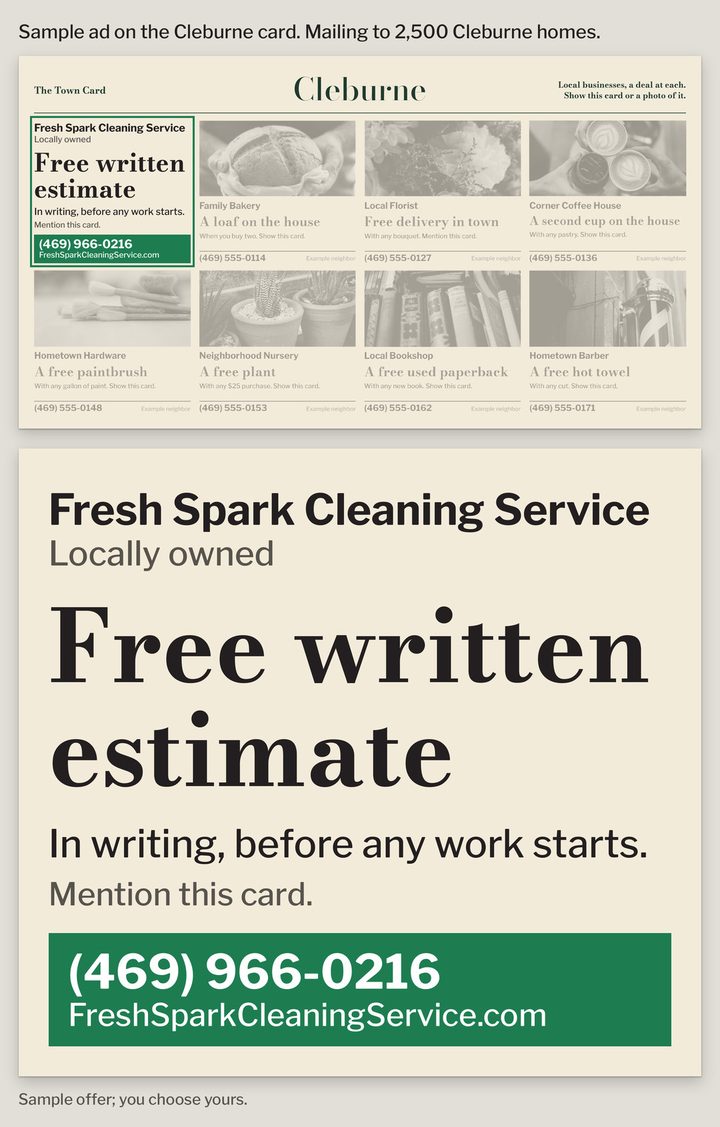 Sample ad on the Cleburne card. Mailing to 2,500 Cleburne homes.
The Town Card
Cleburne
Local businesses, a deal at each.
Show this card or a photo of it.
Fresh Spark Cleaning Service
Locally owned
Free written
estimate
In writing, before any work starts.
Mention this card.
(469) 966-0216
FreshSparkCleaningService.com
Family Bakery
A loaf on the house
When you buy two. Show this card.
(469) 555-0114
Example neighbor
Local Florist
Free delivery in town
With any bouquet. Mention this card.
(469) 555-0127
Example neighbor
Corner Coffee House
A second cup on the house
With any pastry. Show this card.
(469) 555-0136
Example neighbor
Hometown Hardware
A free paintbrush
With any gallon of paint. Show this card.
(469) 555-0148
Example neighbor
Neighborhood Nursery
A free plant
With any $25 purchase. Show this card.
(469) 555-0153
Example neighbor
Local Bookshop
A free used paperback
With any new book. Show this card.
(469) 555-0162
Example neighbor
Hometown Barber
A free hot towel
With any cut. Show this card.
(469) 555-0171
Example neighbor
Fresh Spark Cleaning Service
Locally owned
Free written
estimate
In writing, before any work starts.
Mention this card.
(469) 966-0216
FreshSparkCleaningService.com
Sample offer; you choose yours.